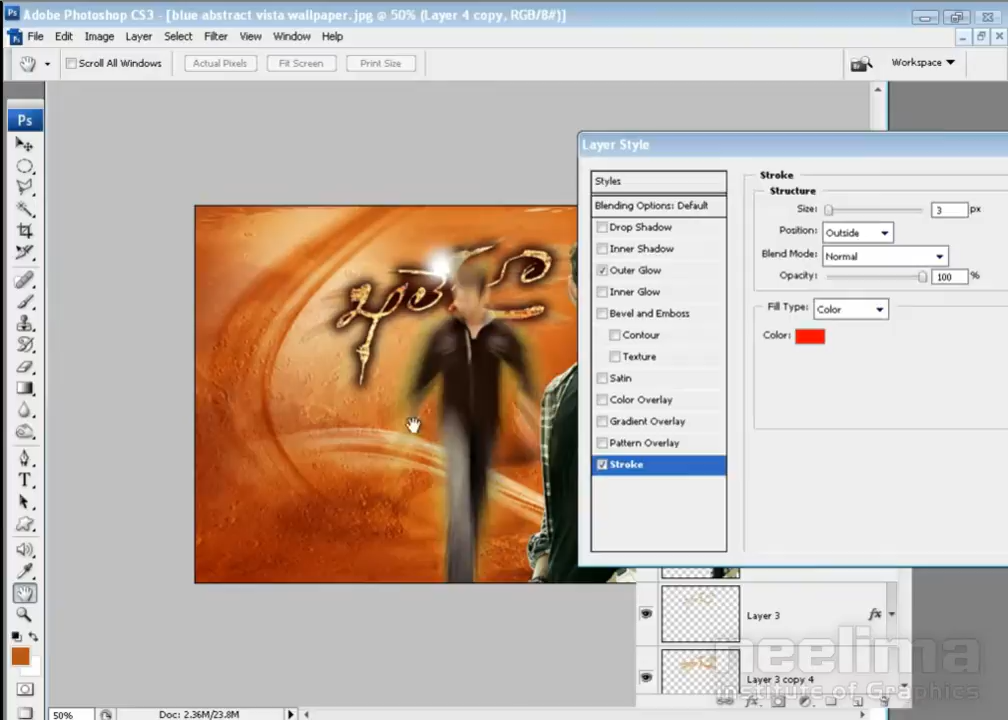 Adobe Photoshop CS3 - [blue abstract vista wallpaper.jpg @ 50% (Layer 4 copy, RGB/8#)]
File Edit Image Layer Select Filter View Window Help
Scroll All Windows Actual Pixels Fit Screen Print Size Workspace
Ps
Layer Style
Styles
Blending Options: Default
Drop Shadow
Inner Shadow
Outer Glow
Inner Glow
Bevel and Emboss
Contour
Texture
Satin
Color Overlay
Gradient Overlay
Pattern Overlay
Stroke
Stroke
Structure
Size: 3 px
Position: Outside
Blend Mode: Normal
Opacity: 100 %
Fill Type: Color
Color:
Layer 3
Layer 3 copy 4
neelima
Institute of Graphics
50% Doc: 2.36M/23.8M